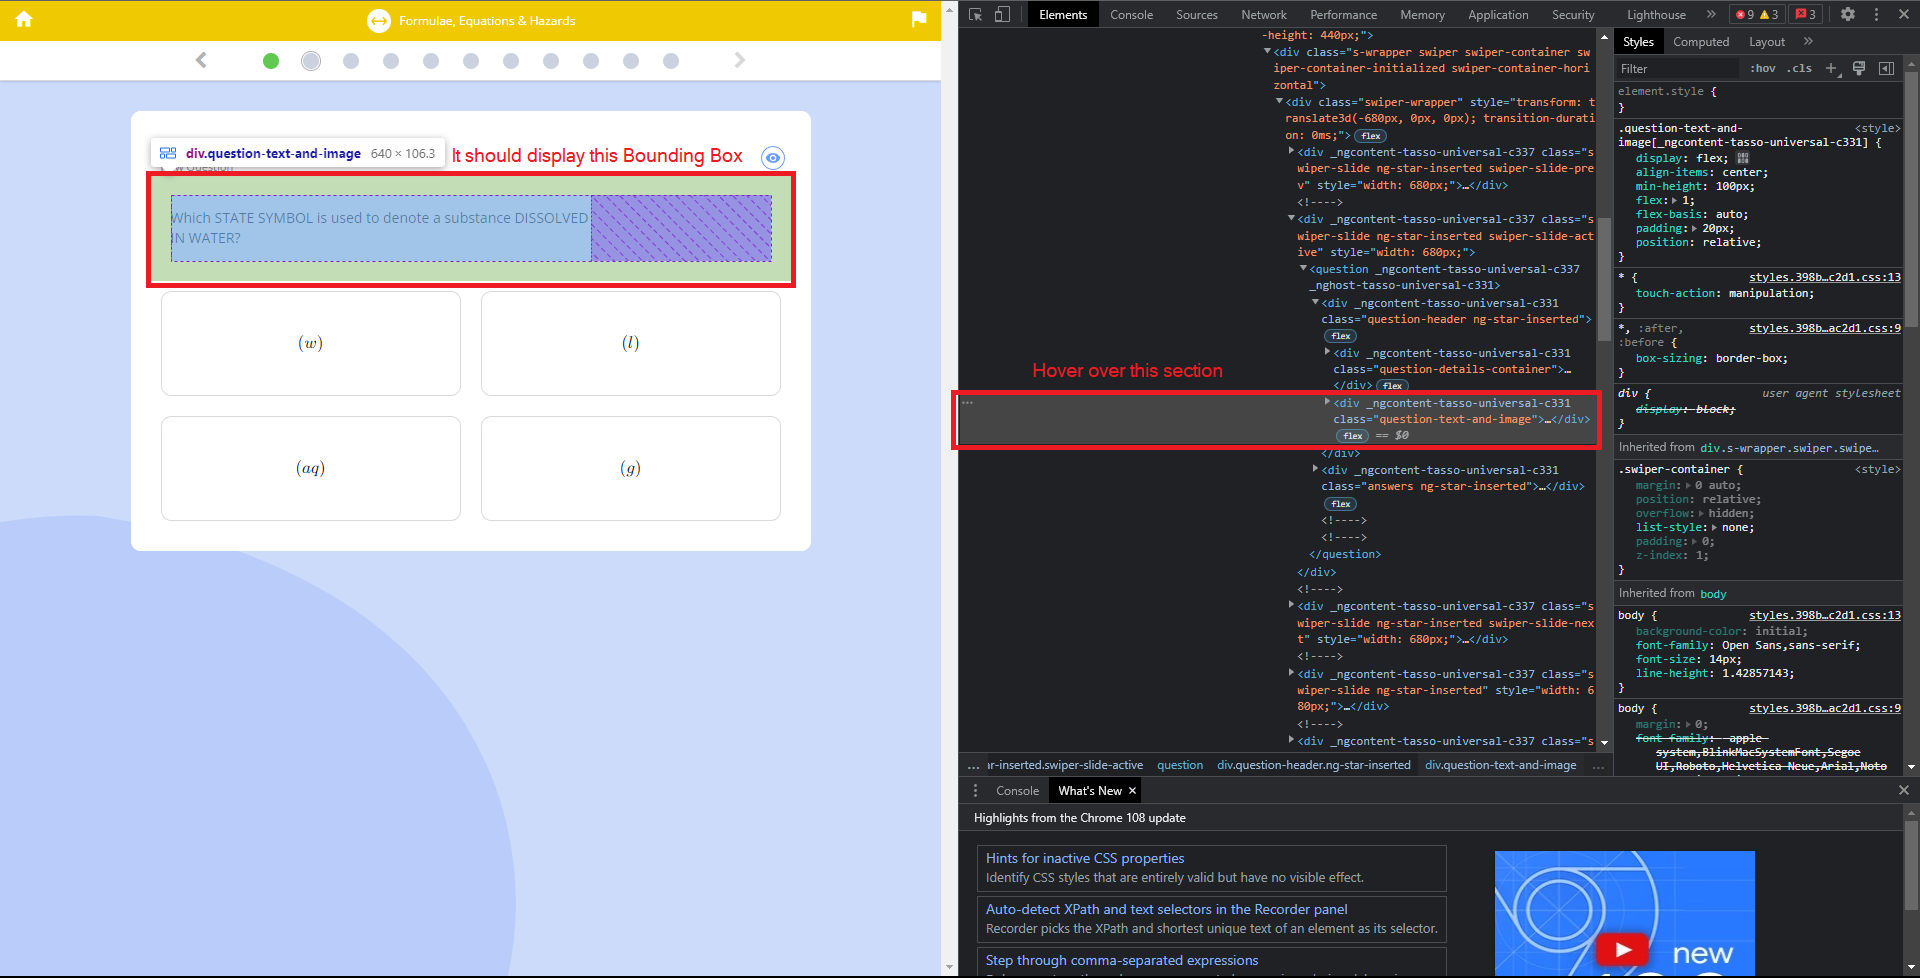 Formulae, Equations & Hazards
div.question-text-and-image 640 × 106.3
It should display this Bounding Box
Question
Which STATE SYMBOL is used to denote a substance DISSOLVED
IN WATER?
(w)
(l)
(aq)
(g)
Elements Console Sources Network Performance Memory Application Security Lighthouse » 9 3 3
-height: 440px;">
<div class="s-wrapper swiper swiper-container sw
iper-container-initialized swiper-container-hori
zontal">
<div class="swiper-wrapper" style="transform: t
ranslate3d(-680px, 0px, 0px); transition-durati
on: 0ms;"> flex
<div _ngcontent-tasso-universal-c337 class="s
wiper-slide ng-star-inserted swiper-slide-pre
v" style="width: 680px;">…</div>
<!---->
<div _ngcontent-tasso-universal-c337 class="s
wiper-slide ng-star-inserted swiper-slide-act
ive" style="width: 680px;">
<question _ngcontent-tasso-universal-c337
_nghost-tasso-universal-c331>
<div _ngcontent-tasso-universal-c331
class="question-header ng-star-inserted">
flex
<div _ngcontent-tasso-universal-c331
class="question-details-container">…
</div> flex
Hover over this section
... <div _ngcontent-tasso-universal-c331
class="question-text-and-image">…</div>
flex == $0
</div>
<div _ngcontent-tasso-universal-c331
class="answers ng-star-inserted">…</div>
flex
<!---->
<!---->
</question>
</div>
<!---->
<div _ngcontent-tasso-universal-c337 class="s
wiper-slide ng-star-inserted swiper-slide-nex
t" style="width: 680px;">…</div>
<!---->
<div _ngcontent-tasso-universal-c337 class="s
wiper-slide ng-star-inserted" style="width: 6
80px;">…</div>
<!---->
<div _ngcontent-tasso-universal-c337 class="s
... ar-inserted.swiper-slide-active question div.question-header.ng-star-inserted div.question-text-and-image ...
Styles Computed Layout »
Filter :hov .cls +
element.style {
}
.question-text-and- <style>
image[_ngcontent-tasso-universal-c331] {
display: flex;
align-items: center;
min-height: 100px;
flex: 1;
flex-basis: auto;
padding: 20px;
position: relative;
}
* { styles.398b…c2d1.css:13
touch-action: manipulation;
}
*, :after, styles.398b…ac2d1.css:9
:before {
box-sizing: border-box;
}
div { user agent stylesheet
display: block;
}
Inherited from div.s-wrapper.swiper.swipe…
.swiper-container { <style>
margin: 0 auto;
position: relative;
overflow: hidden;
list-style: none;
padding: 0;
z-index: 1;
}
Inherited from body
body { styles.398b…c2d1.css:13
background-color: initial;
font-family: Open Sans,sans-serif;
font-size: 14px;
line-height: 1.42857143;
}
body { styles.398b…ac2d1.css:9
margin: 0;
font-family: -apple-
system,BlinkMacSystemFont,Segoe
UI,Roboto,Helvetica Neue,Arial,Noto
Console What's New ×
Highlights from the Chrome 108 update
Hints for inactive CSS properties
Identify CSS styles that are entirely valid but have no visible effect.
Auto-detect XPath and text selectors in the Recorder panel
Recorder picks the XPath and shortest unique text of an element as its selector.
Step through comma-separated expressions
new